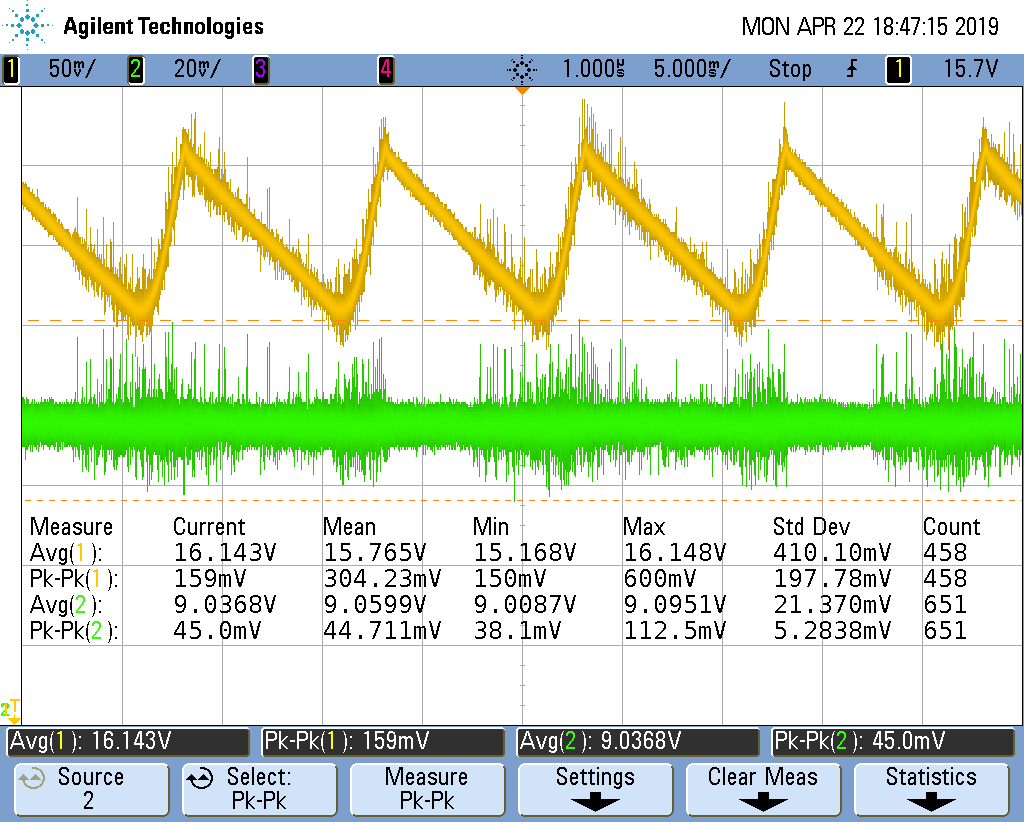 Agilent Technologies MON APR 22 18:47:15 2019
1 50mV/ 2 20mV/ 3 4 1.000s 5.000ms/ Stop 1 15.7V
Measure Current Mean Min Max Std Dev Count
Avg(1): 16.143V 15.765V 15.168V 16.148V 410.10mV 458
Pk-Pk(1): 159mV 304.23mV 150mV 600mV 197.78mV 458
Avg(2): 9.0368V 9.0599V 9.0087V 9.0951V 21.370mV 651
Pk-Pk(2): 45.0mV 44.711mV 38.1mV 112.5mV 5.2838mV 651
2
Avg(1): 16.143V Pk-Pk(1): 159mV Avg(2): 9.0368V Pk-Pk(2): 45.0mV
Source Select: Measure Settings Clear Meas Statistics
2 Pk-Pk Pk-Pk